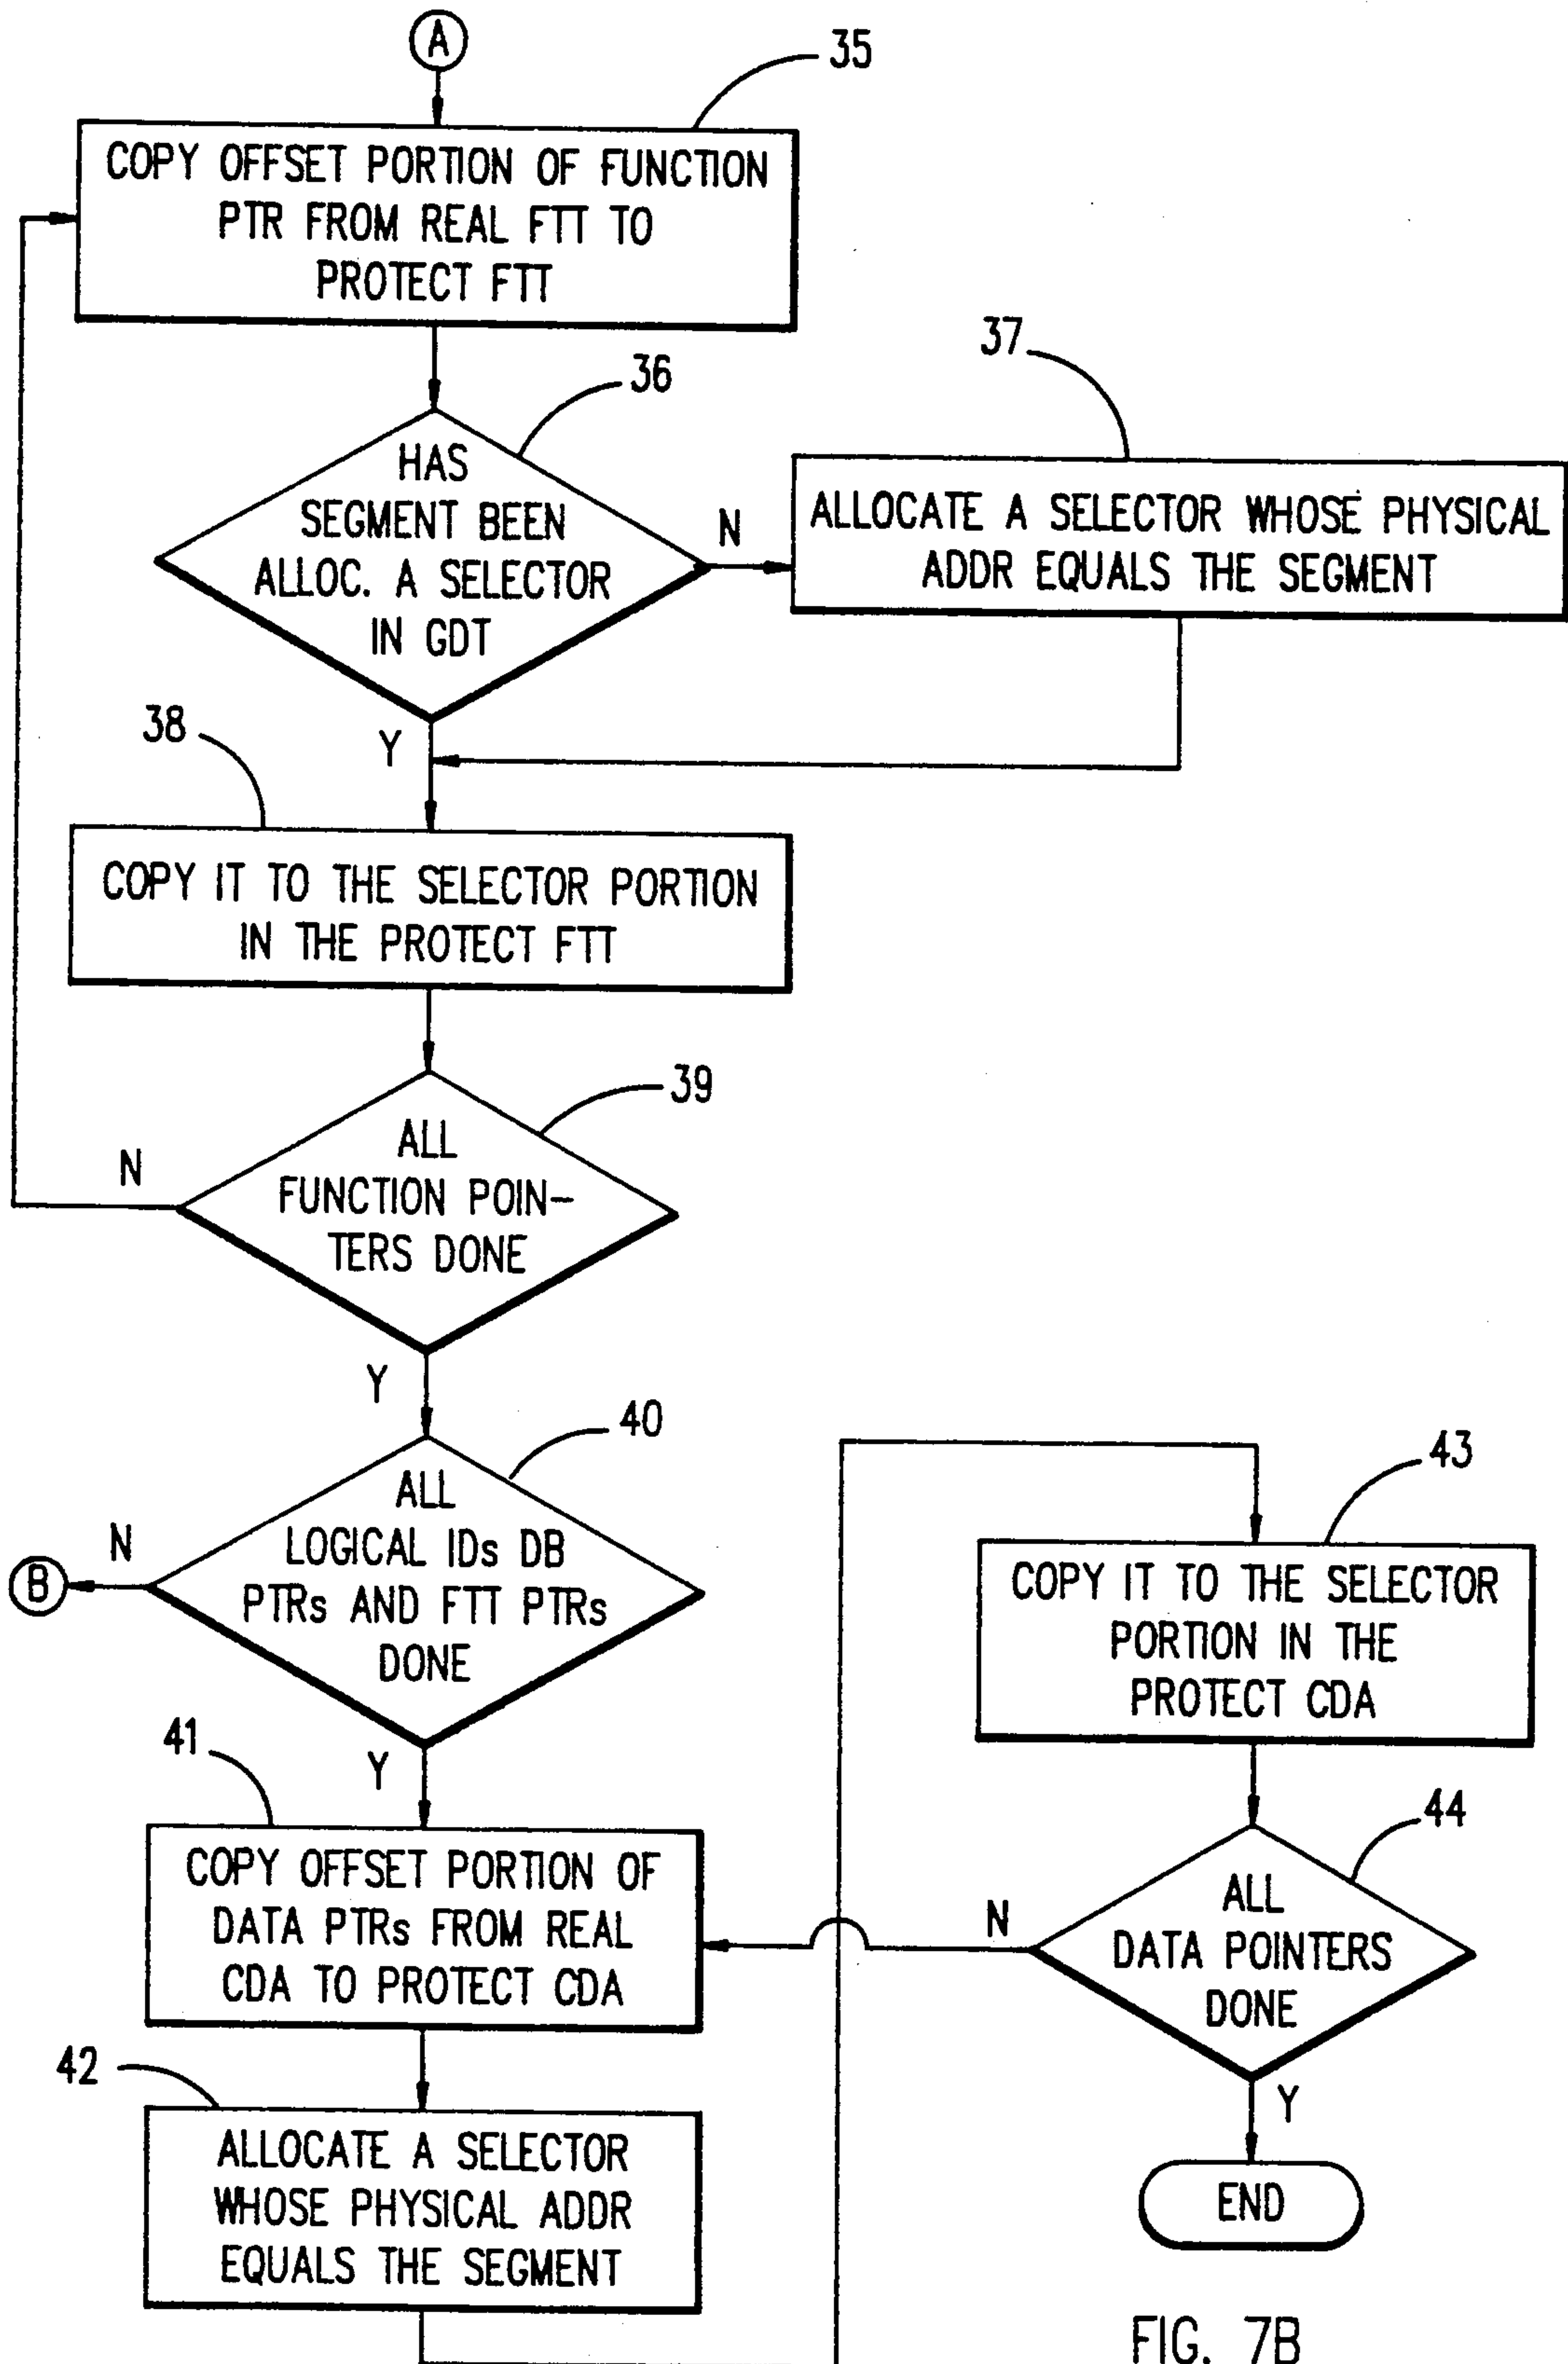 A
35
COPY OFFSET PORTION OF FUNCTION
PTR FROM REAL FTT TO
PROTECT FTT
36
HAS
SEGMENT BEEN
ALLOC. A SELECTOR
IN GDT
N
37
ALLOCATE A SELECTOR WHOSE PHYSICAL
ADDR EQUALS THE SEGMENT
Y
38
COPY IT TO THE SELECTOR PORTION
IN THE PROTECT FTT
39
ALL
FUNCTION POIN-
TERS DONE
N
Y
40
ALL
LOGICAL IDs DB
PTRs AND FTT PTRs
DONE
N
B
Y
41
COPY OFFSET PORTION OF
DATA PTRs FROM REAL
CDA TO PROTECT CDA
42
ALLOCATE A SELECTOR
WHOSE PHYSICAL ADDR
EQUALS THE SEGMENT
43
COPY IT TO THE SELECTOR
PORTION IN THE
PROTECT CDA
44
ALL
DATA POINTERS
DONE
N
Y
END
FIG. 7B